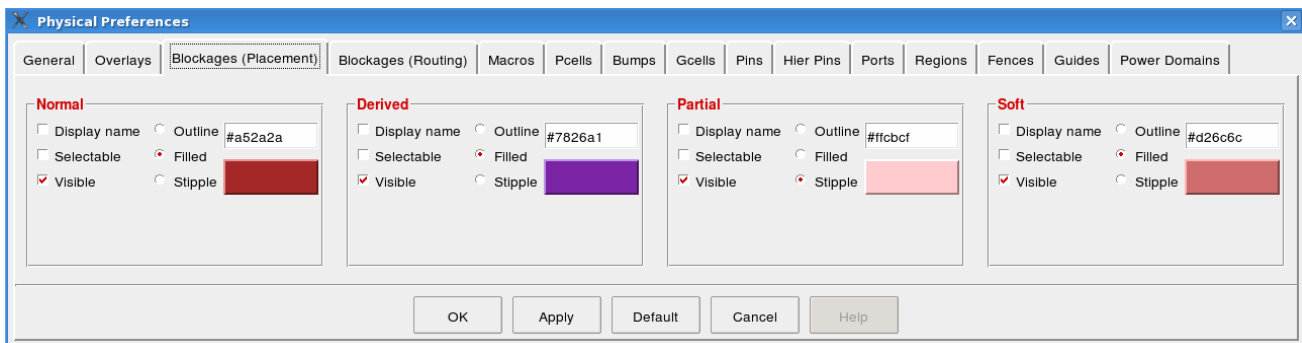 Physical Preferences
General Overlays Blockages (Placement) Blockages (Routing) Macros Pcells Bumps Gcells Pins Hier Pins Ports Regions Fences Guides Power Domains
Normal
Display name Outline #a52a2a
Selectable Filled
Visible Stipple
Derived
Display name Outline #7826a1
Selectable Filled
Visible Stipple
Partial
Display name Outline #ffcbcf
Selectable Filled
Visible Stipple
Soft
Display name Outline #d26c6c
Selectable Filled
Visible Stipple
OK Apply Default Cancel Help